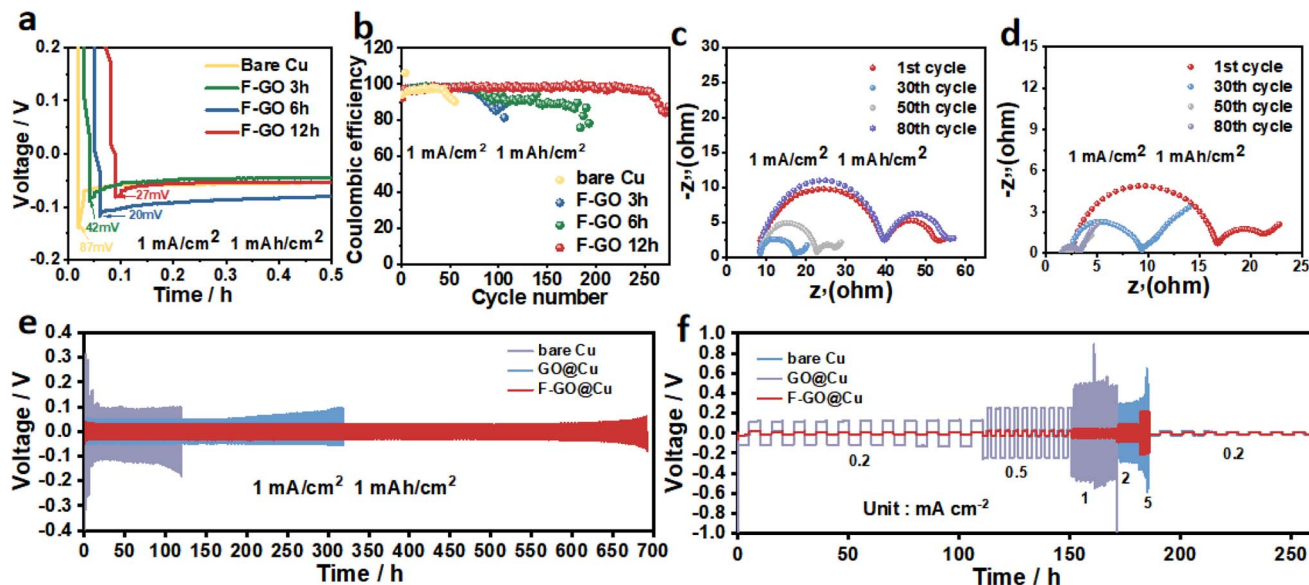 a
Voltage / V
0.2
0.1
0.0
-0.1
-0.2
Bare Cu
F-GO 3h
F-GO 6h
F-GO 12h
27mV
42mV
20mV
87mV
1 mA/cm² 1 mAh/cm²
0.0 0.1 0.2 0.3 0.4 0.5
Time / h
b
Coulombic efficiency
120
100
80
60
40
20
0
1 mA/cm² 1 mAh/cm²
bare Cu
F-GO 3h
F-GO 6h
F-GO 12h
0 50 100 150 200 250
Cycle number
c
-z''(ohm)
30
25
20
15
10
5
0
1st cycle
30th cycle
50th cycle
80th cycle
1 mA/cm² 1 mAh/cm²
0 10 20 30 40 50 60
z'(ohm)
d
-z''(ohm)
15
12
9
6
3
0
1st cycle
30th cycle
50th cycle
80th cycle
1 mA/cm² 1 mAh/cm²
0 5 10 15 20 25
z'(ohm)
e
Voltage / V
0.4
0.3
0.2
0.1
0.0
-0.1
-0.2
-0.3
-0.4
bare Cu
GO@Cu
F-GO@Cu
1 mA/cm² 1 mAh/cm²
0 50 100 150 200 250 300 350 400 450 500 550 600 650 700
Time / h
f
Voltage / V
1.0
0.8
0.6
0.4
0.2
0.0
-0.2
-0.4
-0.6
-0.8
-1.0
bare Cu
GO@Cu
F-GO@Cu
0.2
0.5
1
2
5
0.2
Unit : mA cm⁻²
0 50 100 150 200 250
Time / h